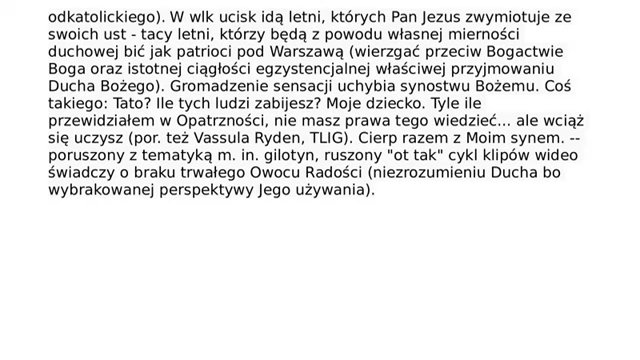 odkatolickiego). W wlk ucisk idą letni, których Pan Jezus zwymiotuje ze
swoich ust - tacy letni, którzy będą z powodu własnej mierności
duchowej bić jak patrioci pod Warszawą (wierzgać przeciw Bogactwie
Boga oraz istotnej ciągłości egzystencjalnej właściwej przyjmowaniu
Ducha Bożego). Gromadzenie sensacji uchybia synostwu Bożemu. Coś
takiego: Tato? Ile tych ludzi zabijesz? Moje dziecko. Tyle ile
przewidziałem w Opatrzności, nie masz prawa tego wiedzieć... ale wciąż
się uczysz (por. też Vassula Ryden, TLIG). Cierp razem z Moim synem. --
poruszony z tematyką m. in. gilotyn, ruszony "ot tak" cykl klipów wideo
świadczy o braku trwałego Owocu Radości (niezrozumieniu Ducha bo
wybrakowanej perspektywy Jego używania).